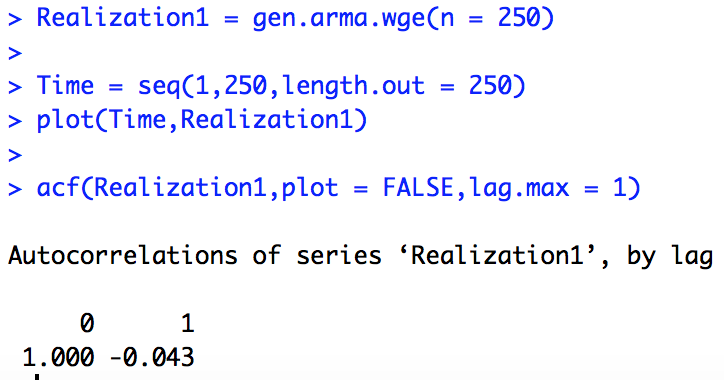 > Realization1 = gen.arma.wge(n = 250)
>
> Time = seq(1,250,length.out = 250)
> plot(Time,Realization1)
>
> acf(Realization1,plot = FALSE,lag.max = 1)
Autocorrelations of series ‘Realization1’, by lag
0 1
1.000 -0.043